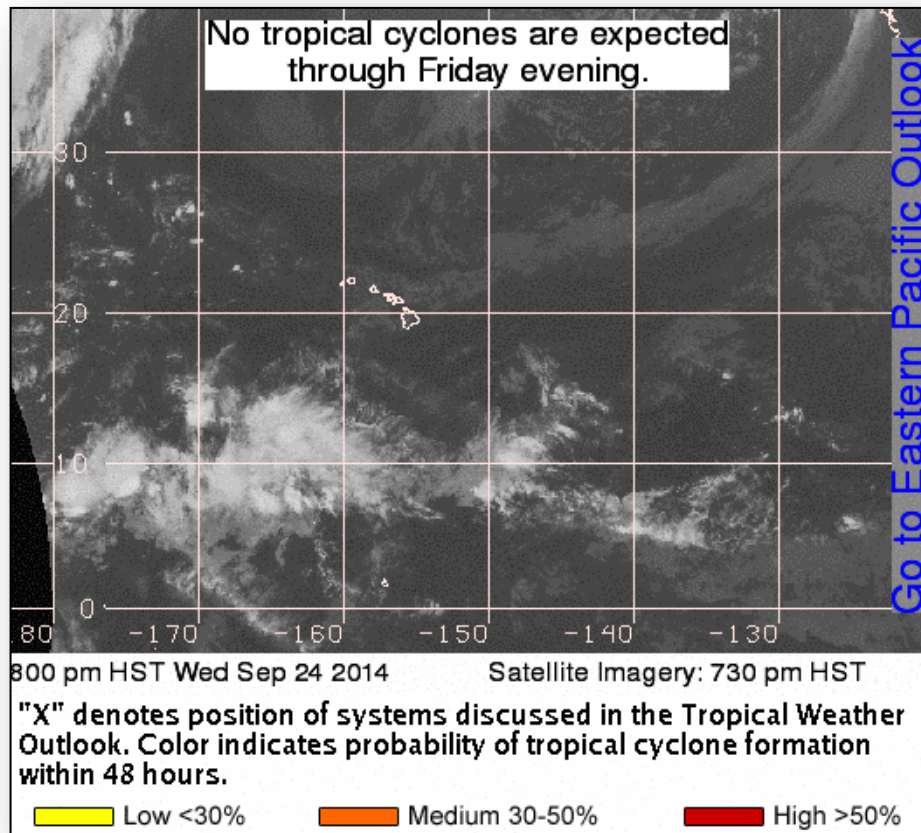 No tropical cyclones are expected
through Friday evening.
Go to Eastern Pacific Outlook
30
20
10
0
80 -170 -160 -150 -140 -130
800 pm HST Wed Sep 24 2014 Satellite Imagery: 730 pm HST
"X" denotes position of systems discussed in the Tropical Weather
Outlook. Color indicates probability of tropical cyclone formation
within 48 hours.
Low <30% Medium 30-50% High >50%